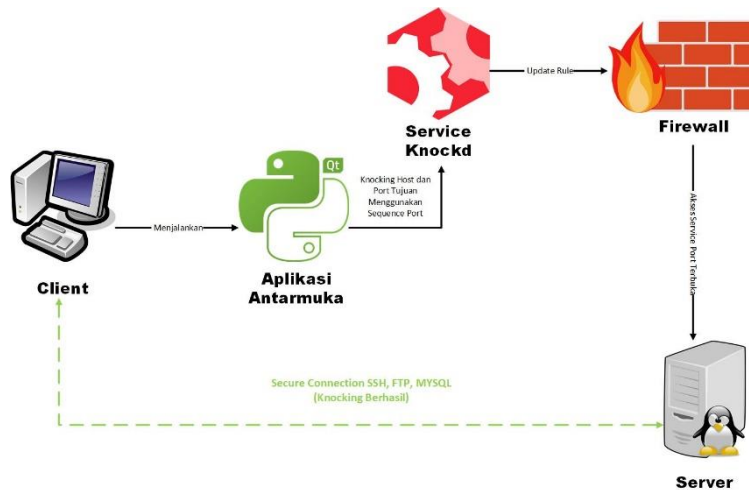 Service
Knockd
Update Rule
Firewall
Qt
Knocking Host dan
Port Tujuan
Menggunakan
Sequence Port
Menjalankan
Client
Aplikasi
Antarmuka
Akses Service Port Terbuka
Secure Connection SSH, FTP, MYSQL
(Knocking Berhasil)
Server